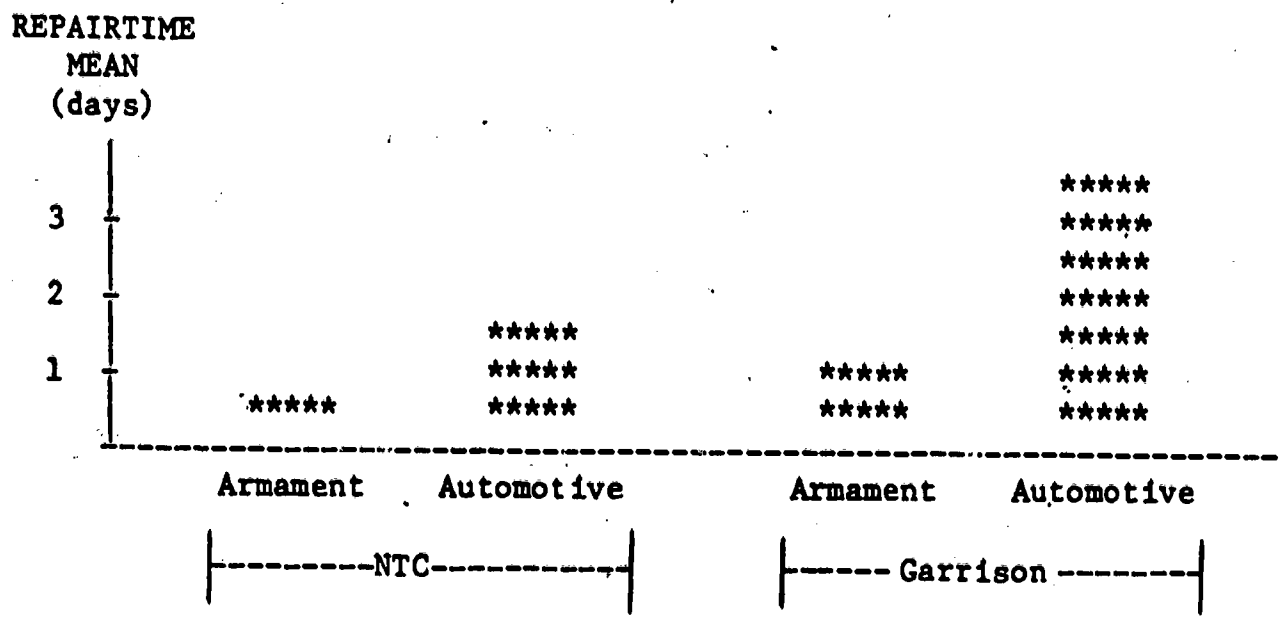 REPAIRTIME
MEAN
(days)
*****
3 *****
*****
2 *****
***** *****
1 ***** ***** *****
***** ***** ***** *****
Armament Automotive Armament Automotive
|---------NTC----------| |------ Garrison --------|